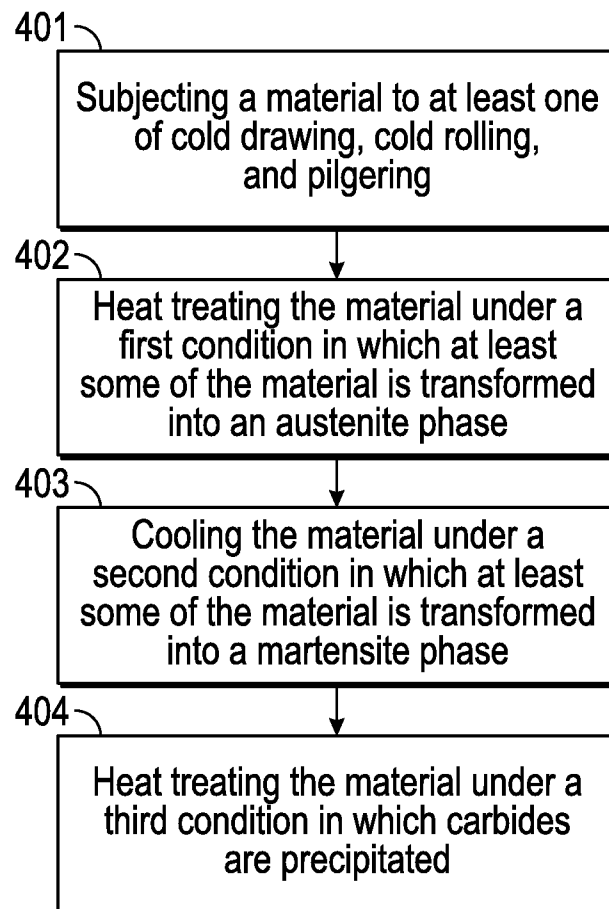 401
Subjecting a material to at least one
of cold drawing, cold rolling,
and pilgering
402
Heat treating the material under a
first condition in which at least
some of the material is transformed
into an austenite phase
403
Cooling the material under a
second condition in which at least
some of the material is transformed
into a martensite phase
404
Heat treating the material under a
third condition in which carbides
are precipitated